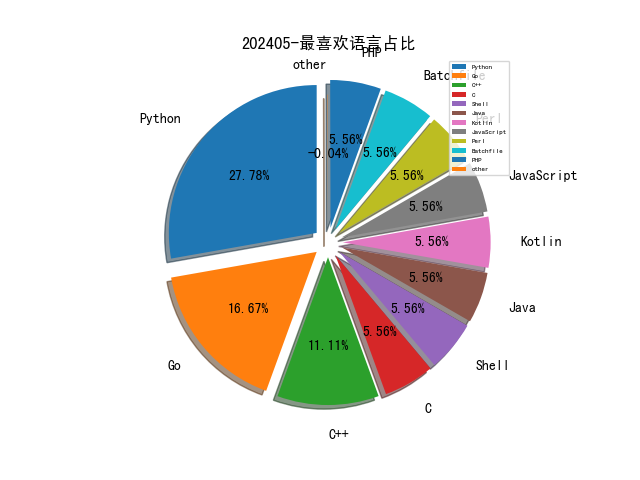 202405-最喜欢语言占比
PHP
other
Batchfile
Python
Perl
JavaScript
Kotlin
Java
Shell
C
C++
Go
5.56%
-0.04%
5.56%
27.78%
5.56%
5.56%
5.56%
5.56%
5.56%
16.67%
5.56%
11.11%
Python
Go
C++
C
Shell
Java
Kotlin
JavaScript
Perl
Batchfile
PHP
other